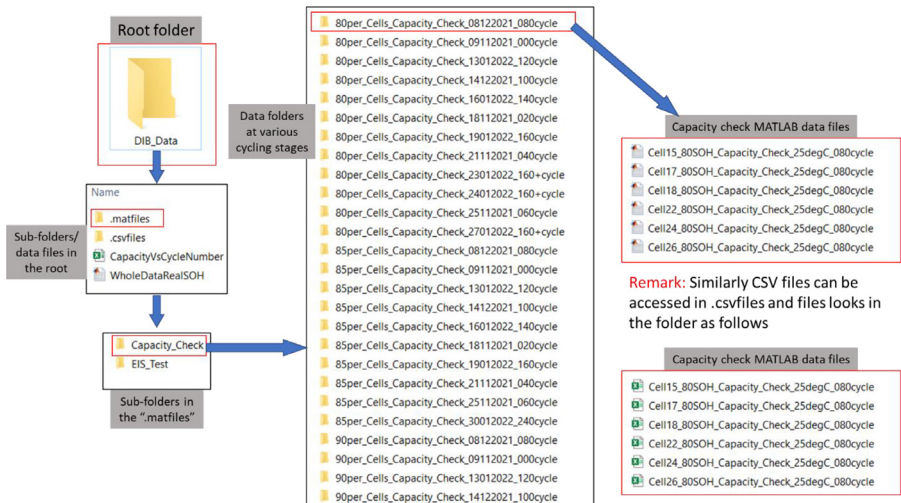 Root folder
DIB_Data
Name
.matfiles
.csvfiles
CapacityVsCycleNumber
WholeDataRealSOH
Sub-folders/
data files in
the root
Capacity_Check
EIS_Test
Sub-folders in
the “.matfiles”
Data folders
at various
cycling stages
80per_Cells_Capacity_Check_08122021_080cycle
80per_Cells_Capacity_Check_09112021_000cycle
80per_Cells_Capacity_Check_13012022_120cycle
80per_Cells_Capacity_Check_14122021_100cycle
80per_Cells_Capacity_Check_16012022_140cycle
80per_Cells_Capacity_Check_18112021_020cycle
80per_Cells_Capacity_Check_19012022_160cycle
80per_Cells_Capacity_Check_21112021_040cycle
80per_Cells_Capacity_Check_23012022_160+cycle
80per_Cells_Capacity_Check_24012022_160+cycle
80per_Cells_Capacity_Check_25112021_060cycle
80per_Cells_Capacity_Check_27012022_160+cycle
85per_Cells_Capacity_Check_08122021_080cycle
85per_Cells_Capacity_Check_09112021_000cycle
85per_Cells_Capacity_Check_13012022_120cycle
85per_Cells_Capacity_Check_14122021_100cycle
85per_Cells_Capacity_Check_16012022_140cycle
85per_Cells_Capacity_Check_18112021_020cycle
85per_Cells_Capacity_Check_19012022_160cycle
85per_Cells_Capacity_Check_21112021_040cycle
85per_Cells_Capacity_Check_25112021_060cycle
85per_Cells_Capacity_Check_30012022_240cycle
90per_Cells_Capacity_Check_08122021_080cycle
90per_Cells_Capacity_Check_09112021_000cycle
90per_Cells_Capacity_Check_13012022_120cycle
90per_Cells_Capacity_Check_14122021_100cycle
Capacity check MATLAB data files
Cell15_80SOH_Capacity_Check_25degC_080cycle
Cell17_80SOH_Capacity_Check_25degC_080cycle
Cell18_80SOH_Capacity_Check_25degC_080cycle
Cell22_80SOH_Capacity_Check_25degC_080cycle
Cell24_80SOH_Capacity_Check_25degC_080cycle
Cell26_80SOH_Capacity_Check_25degC_080cycle
Remark: Similarly CSV files can be
accessed in .csvfiles and files looks in
the folder as follows
Capacity check MATLAB data files
Cell15_80SOH_Capacity_Check_25degC_080cycle
Cell17_80SOH_Capacity_Check_25degC_080cycle
Cell18_80SOH_Capacity_Check_25degC_080cycle
Cell22_80SOH_Capacity_Check_25degC_080cycle
Cell24_80SOH_Capacity_Check_25degC_080cycle
Cell26_80SOH_Capacity_Check_25degC_080cycle